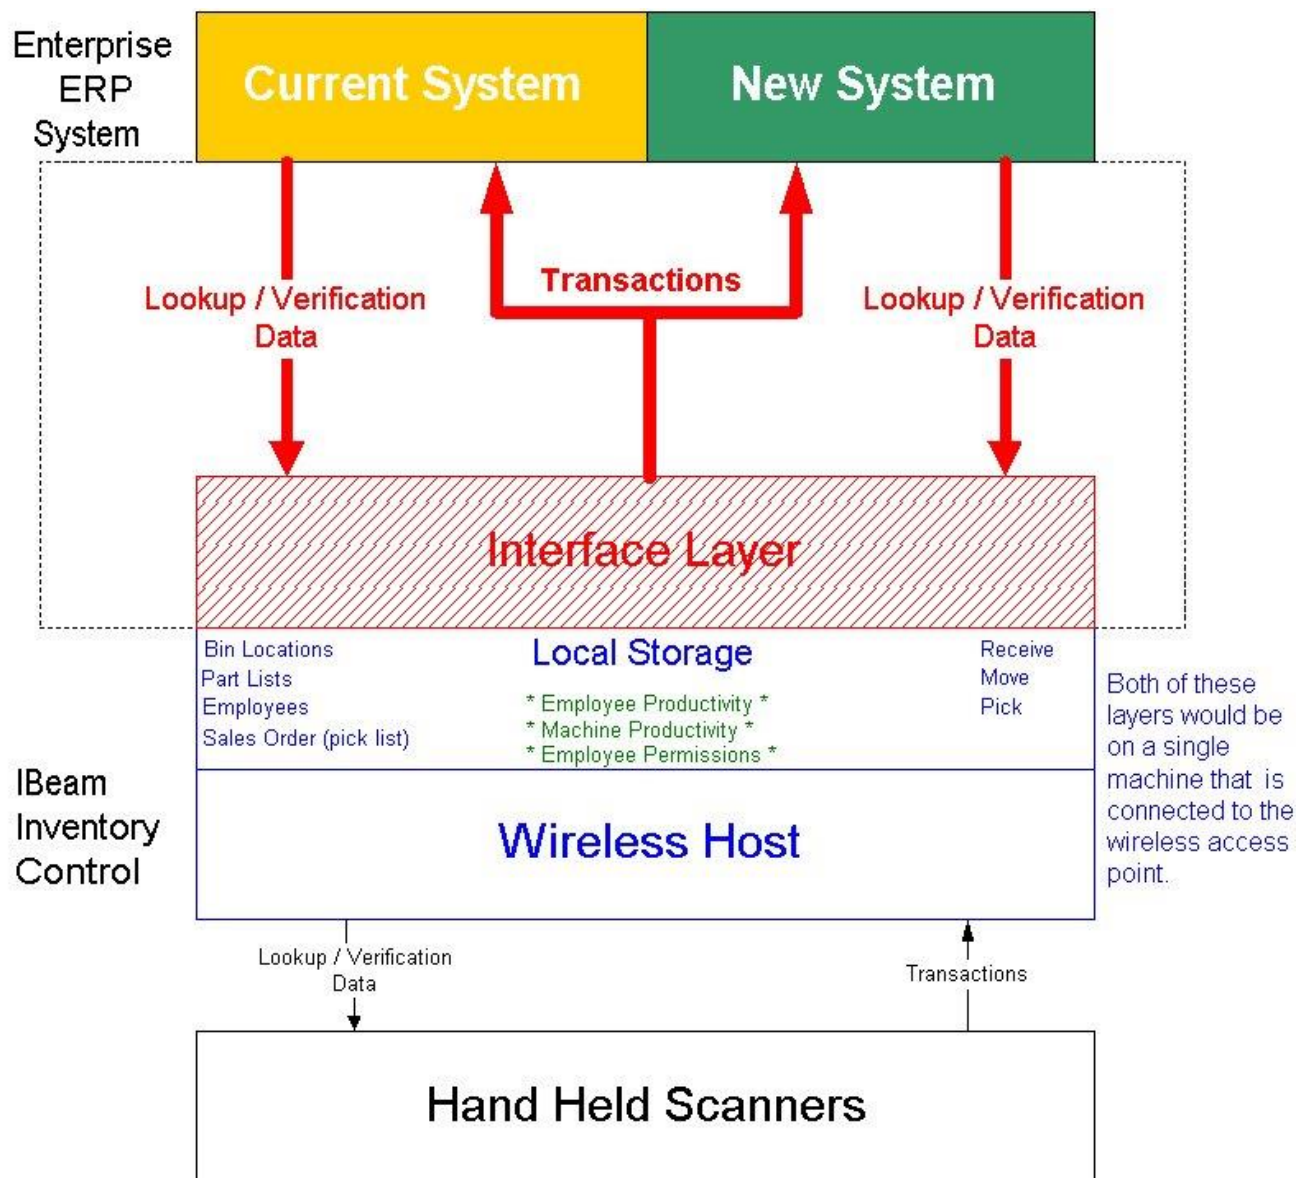 Enterprise
ERP
System
Current System
New System
Transactions
Lookup / Verification
Data
Lookup / Verification
Data
Interface Layer
Bin Locations
Part Lists
Employees
Sales Order (pick list)
Local Storage
* Employee Productivity *
* Machine Productivity *
* Employee Permissions *
Receive
Move
Pick
Both of these
layers would be
on a single
machine that is
connected to the
wireless access
point.
IBeam
Inventory
Control
Wireless Host
Lookup / Verification
Data
Transactions
Hand Held Scanners